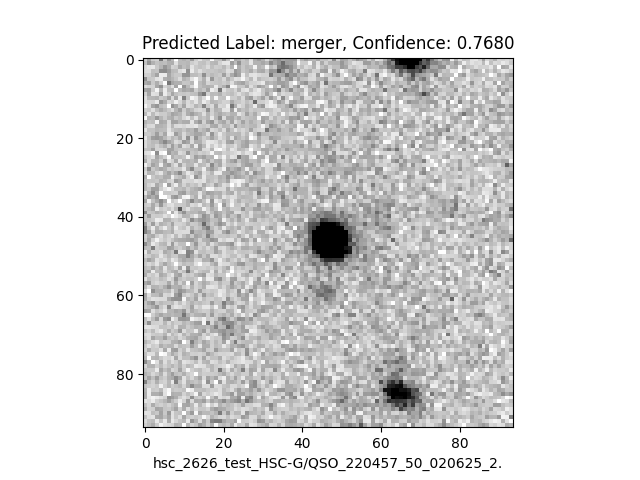 Predicted Label: merger, Confidence: 0.7680
0
20
40
60
80
0 20 40 60 80
hsc_2626_test_HSC-G/QSO_220457_50_020625_2.